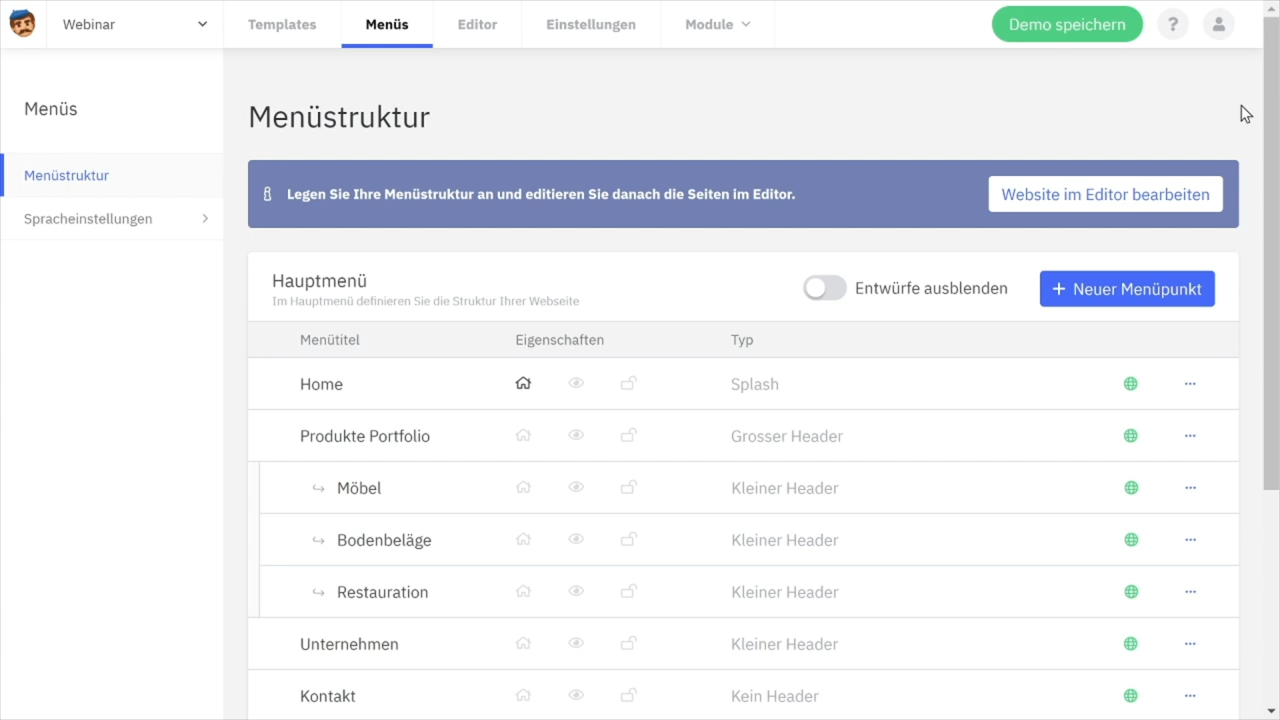 Webinar
Templates
Menüs
Editor
Einstellungen
Module
Demo speichern
?
Menüs
Menüstruktur
Spracheinstellungen
Menüstruktur
Legen Sie Ihre Menüstruktur an und editieren Sie danach die Seiten im Editor.
Website im Editor bearbeiten
Hauptmenü
Im Hauptmenü definieren Sie die Struktur Ihrer Webseite
Entwürfe ausblenden
+ Neuer Menüpunkt
Menütitel Eigenschaften Typ
Home Splash
Produkte Portfolio Grosser Header
Möbel Kleiner Header
Bodenbeläge Kleiner Header
Restauration Kleiner Header
Unternehmen Kleiner Header
Kontakt Kein Header